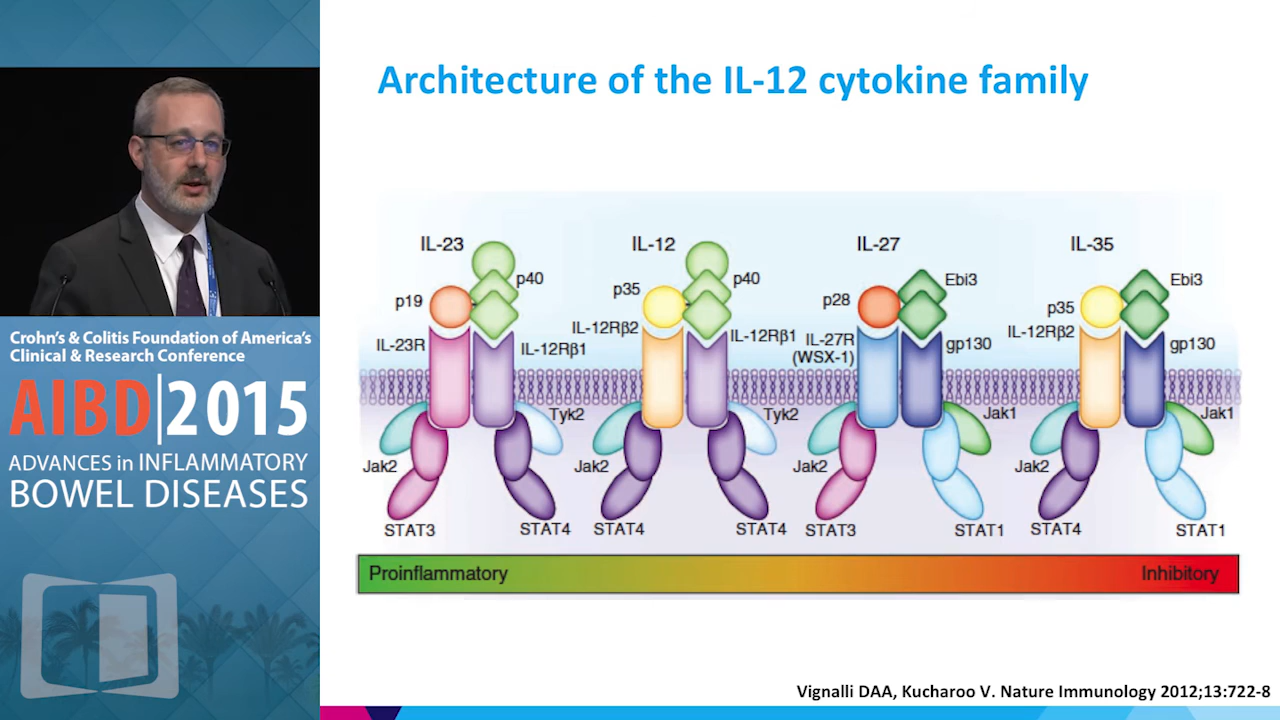 Crohn's & Colitis Foundation of America's
Clinical & Research Conference
AIBD|2015
ADVANCES in INFLAMMATORY
BOWEL DISEASES
Architecture of the IL-12 cytokine family
IL-23
p40
p19
IL-23R
IL-12Rβ1
Tyk2
Jak2
STAT3
STAT4
IL-12
p40
p35
IL-12Rβ2
IL-12Rβ1
Tyk2
Jak2
STAT4
STAT4
IL-27
Ebi3
p28
IL-27R
(WSX-1)
gp130
Jak1
Jak2
STAT3
STAT1
IL-35
Ebi3
p35
IL-12Rβ2
gp130
Jak1
Jak2
STAT4
STAT1
Proinflammatory
Inhibitory
Vignalli DAA, Kucharoo V. Nature Immunology 2012;13:722-8